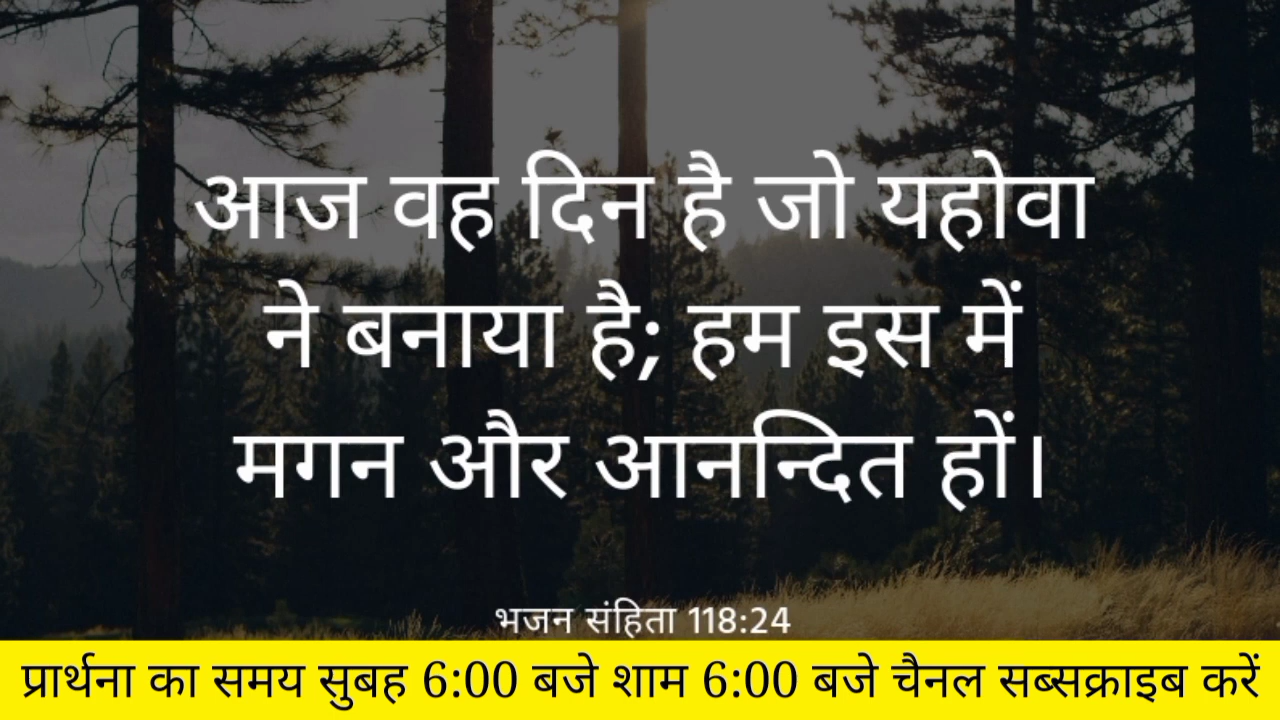 आज वह दिन है जो यहोवा
ने बनाया है; हम इस में
मगन और आनन्दित हों।
भजन संहिता 118:24
प्रार्थना का समय सुबह 6:00 बजे शाम 6:00 बजे चैनल सब्सक्राइब करें